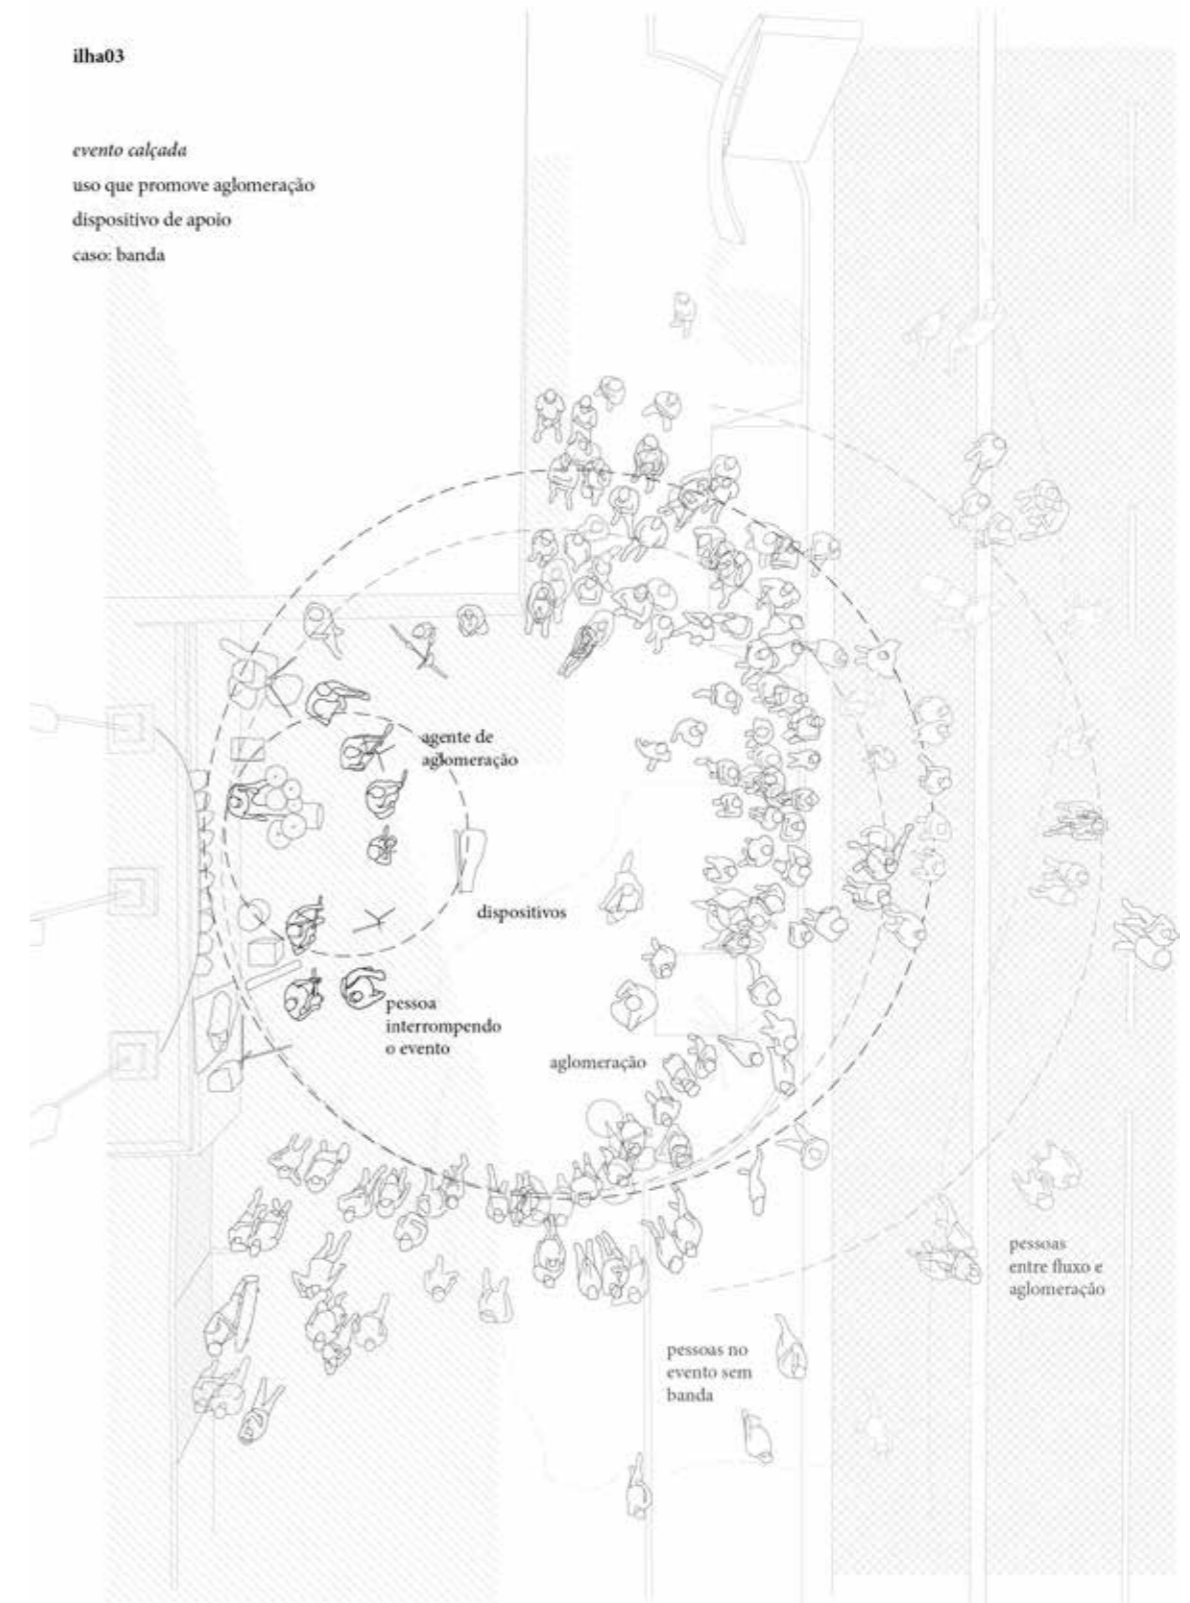 ilha03
evento calçada
uso que promove aglomeração
dispositivo de apoio
caso: banda
agente de
aglomeração
dispositivos
pessoa
interrompendo
o evento
aglomeração
pessoas
entre fluxo e
aglomeração
pessoas no
evento sem
banda